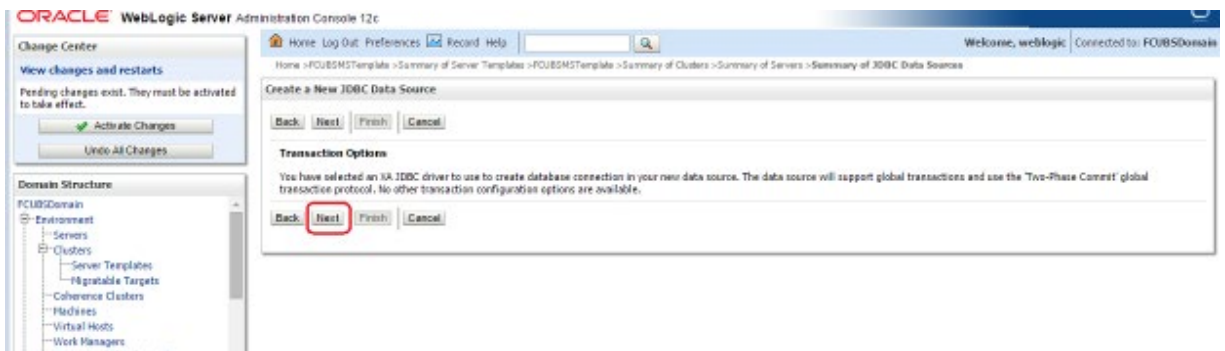 ORACLE WebLogic Server Administration Console 12c
Change Center
View changes and restarts
Pending changes exist. They must be activated
to take effect.
Activate Changes
Undo All Changes
Domain Structure
FCUBSDomain
Environment
Servers
Clusters
Server Templates
Migratable Targets
Coherence Clusters
Machines
Virtual Hosts
Work Managers
Home Log Out Preferences Record Help
Welcome, weblogic Connected to: FCUBSDomain
Home >FCUBSMSTemplate >Summary of Server Templates >FCUBSMSTemplate >Summary of Clusters >Summary of Servers >Summary of JDBC Data Sources
Create a New JDBC Data Source
Back Next Finish Cancel
Transaction Options
You have selected an XA JDBC driver to use to create database connection in your new data source. The data source will support global transactions and use the 'Two-Phase Commit' global
transaction protocol. No other transaction configuration options are available.
Back Next Finish Cancel